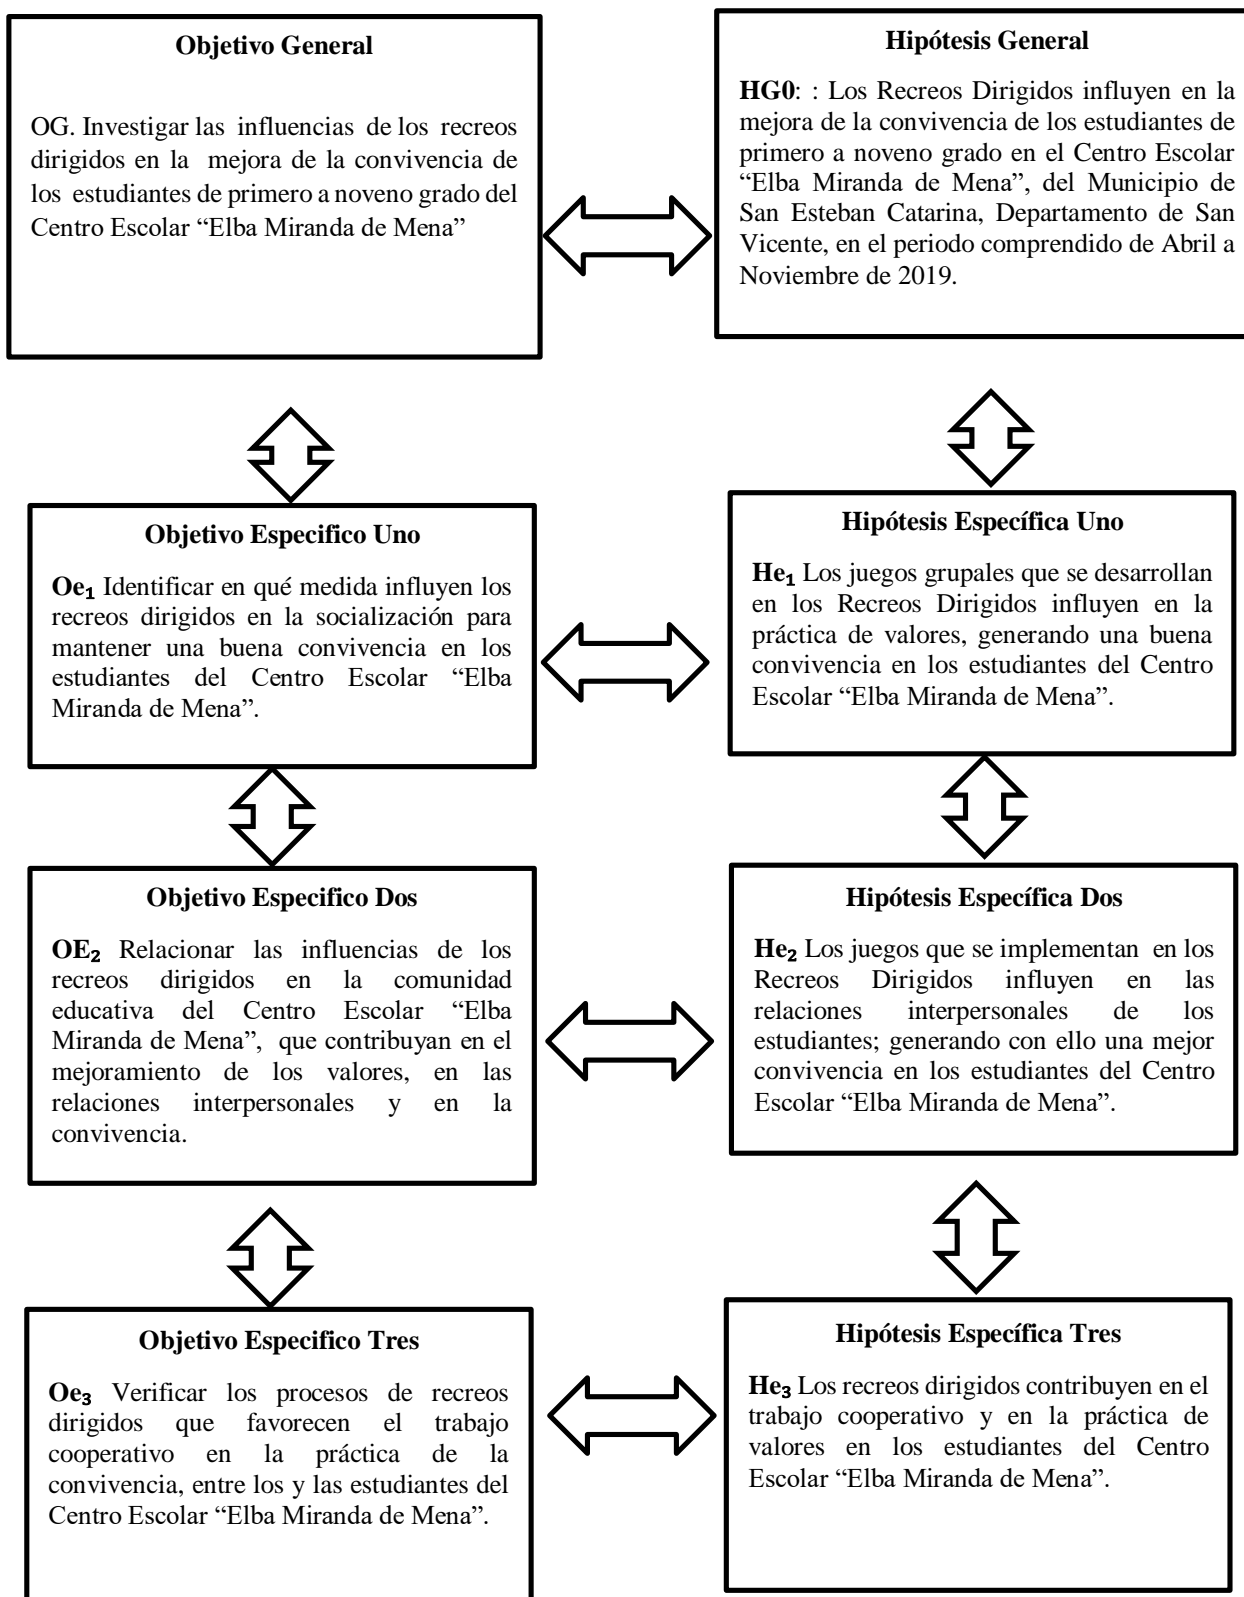 Objetivo General
OG. Investigar las influencias de los recreos
dirigidos en la mejora de la convivencia de
los estudiantes de primero a noveno grado del
Centro Escolar “Elba Miranda de Mena”
Hipótesis General
HG0: : Los Recreos Dirigidos influyen en la
mejora de la convivencia de los estudiantes de
primero a noveno grado en el Centro Escolar
“Elba Miranda de Mena”, del Municipio de
San Esteban Catarina, Departamento de San
Vicente, en el periodo comprendido de Abril a
Noviembre de 2019.
Objetivo Especifico Uno
Oe₁ Identificar en qué medida influyen los
recreos dirigidos en la socialización para
mantener una buena convivencia en los
estudiantes del Centro Escolar “Elba
Miranda de Mena”.
Hipótesis Específica Uno
He₁ Los juegos grupales que se desarrollan
en los Recreos Dirigidos influyen en la
práctica de valores, generando una buena
convivencia en los estudiantes del Centro
Escolar “Elba Miranda de Mena”.
Objetivo Especifico Dos
OE₂ Relacionar las influencias de los
recreos dirigidos en la comunidad
educativa del Centro Escolar “Elba
Miranda de Mena”, que contribuyan en el
mejoramiento de los valores, en las
relaciones interpersonales y en la
convivencia.
Hipótesis Específica Dos
He₂ Los juegos que se implementan en los
Recreos Dirigidos influyen en las
relaciones interpersonales de los
estudiantes; generando con ello una mejor
convivencia en los estudiantes del Centro
Escolar “Elba Miranda de Mena”.
Objetivo Especifico Tres
Oe₃ Verificar los procesos de recreos
dirigidos que favorecen el trabajo
cooperativo en la práctica de la
convivencia, entre los y las estudiantes del
Centro Escolar “Elba Miranda de Mena”.
Hipótesis Específica Tres
He₃ Los recreos dirigidos contribuyen en el
trabajo cooperativo y en la práctica de
valores en los estudiantes del Centro
Escolar “Elba Miranda de Mena”.